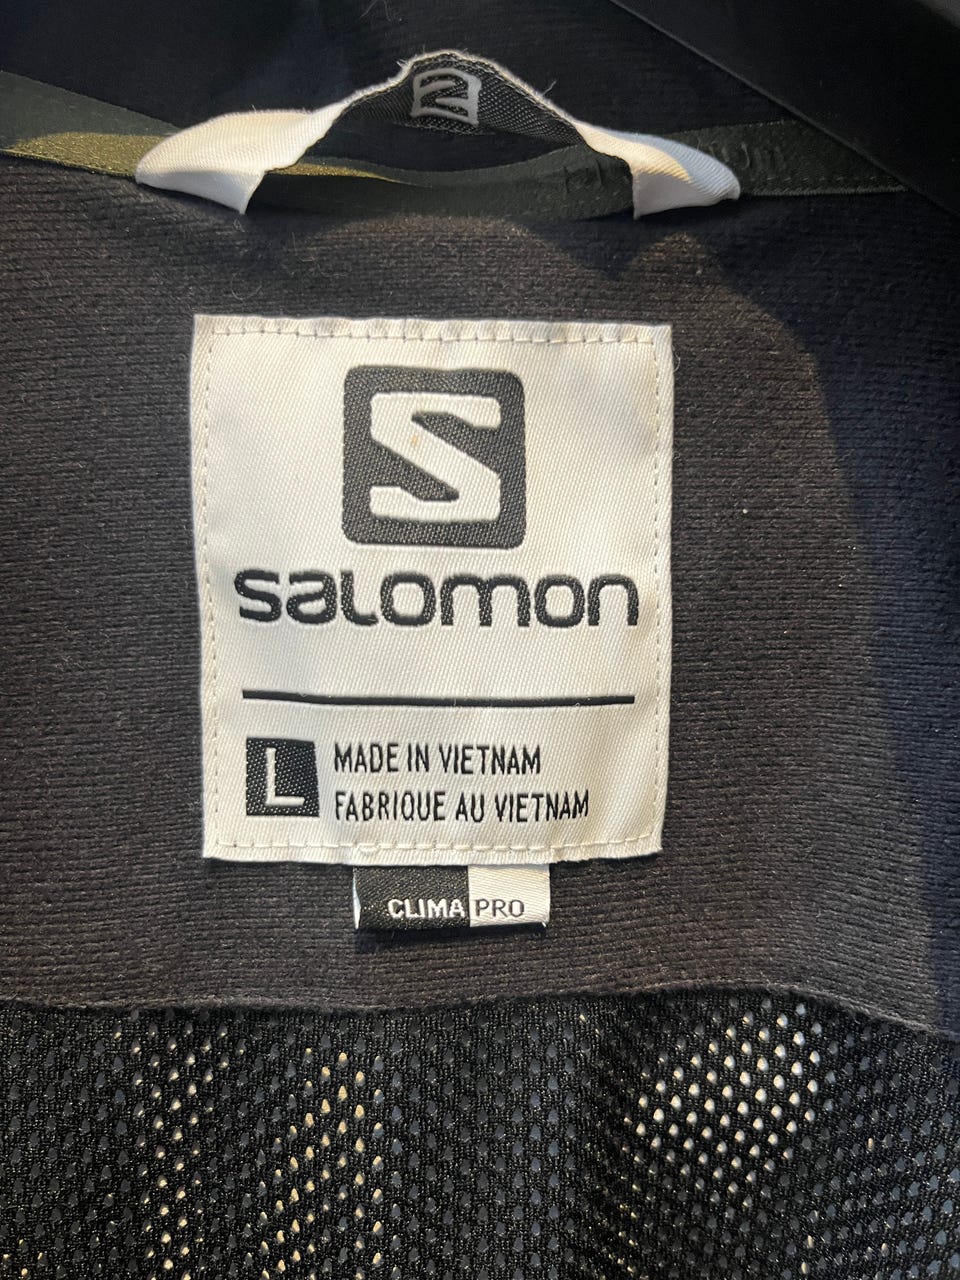 S
salomon
L
MADE IN VIETNAM
FABRIQUE AU VIETNAM
CLIMA PRO